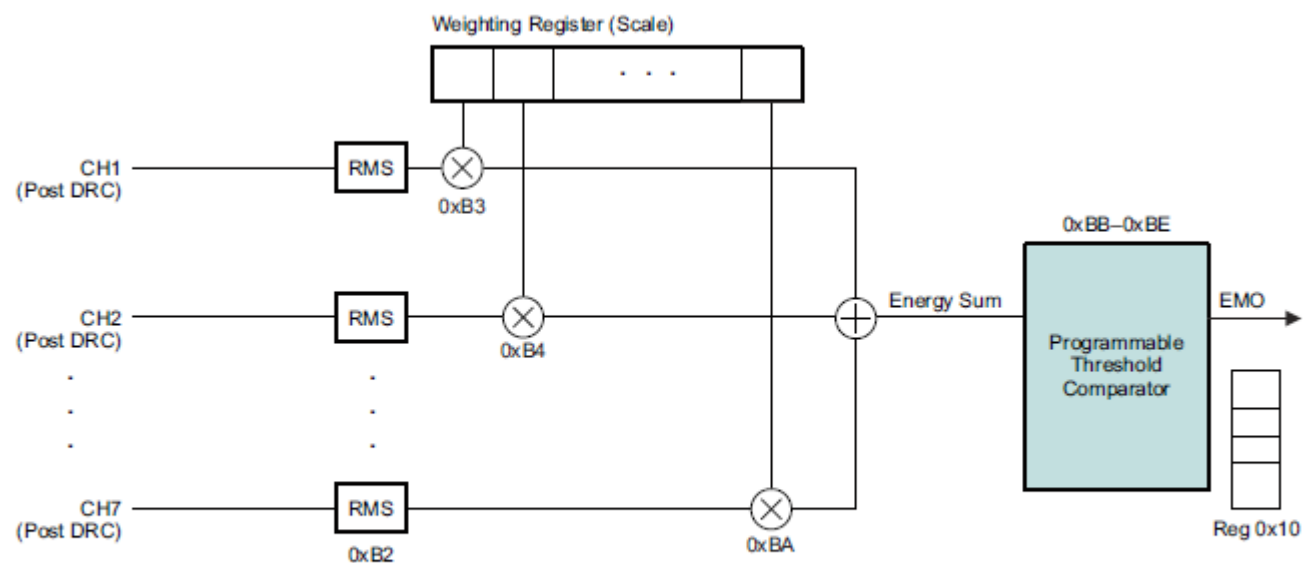 Weighting Register (Scale)
. . .
CH1
(Post DRC)
RMS
0xB3
CH2
(Post DRC)
RMS
0xB4
CH7
(Post DRC)
RMS
0xB2
0xBA
Energy Sum
0xBB–0xBE
Programmable
Threshold
Comparator
EMO
Reg 0x10